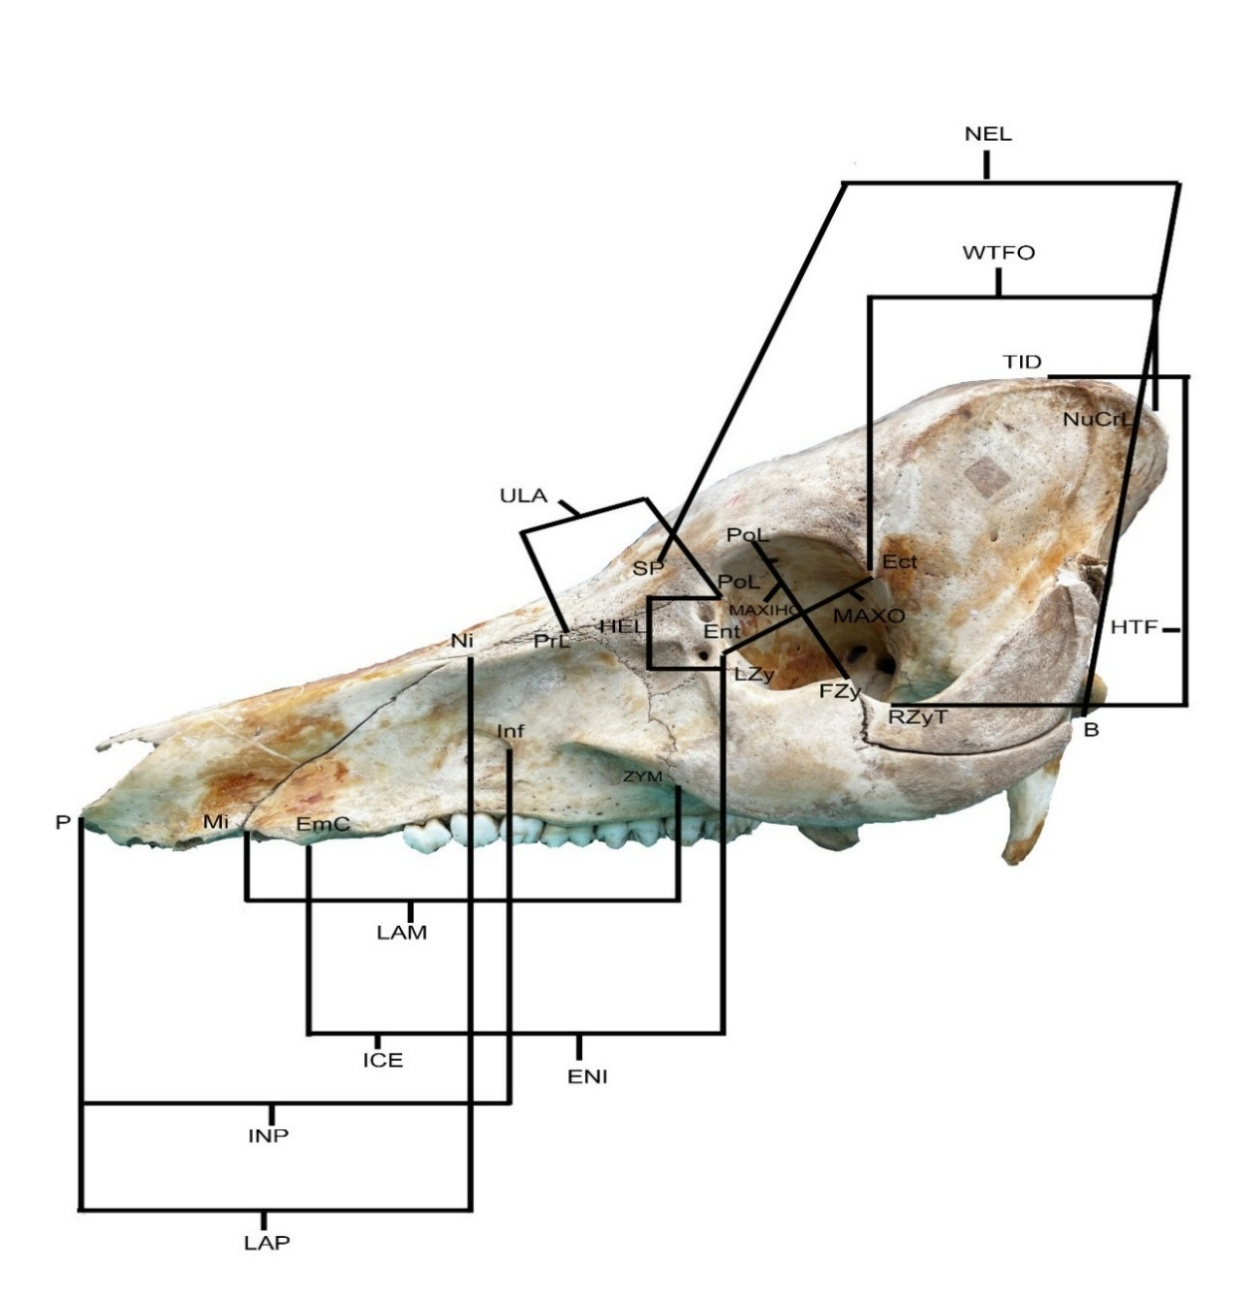 NEL
WTFO
TID
NuCrL
ULA
PoL
SP
Ect
PoL
MAXIHO
MAXO
HEL
Ent
HTF
Ni
PrL
LZy
FZy
RZyT
B
Inf
ZYM
P
Mi
EmC
LAM
ICE
ENI
INP
LAP